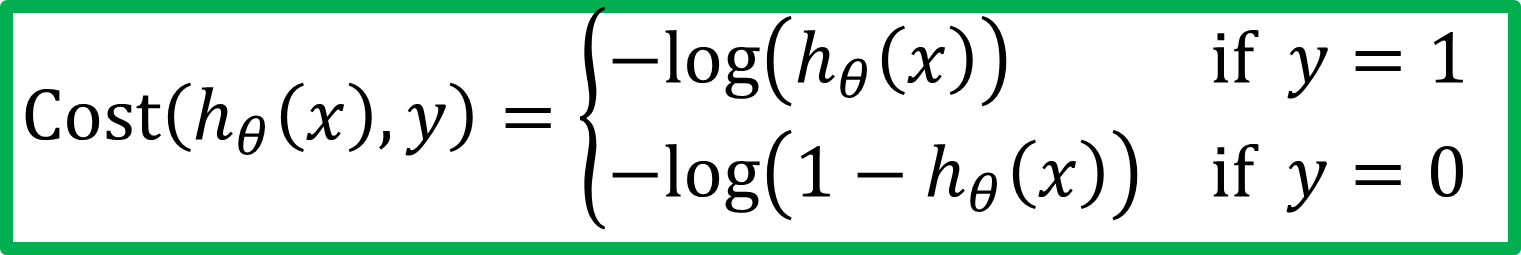 Cost(hθ(x), y) = {−log(hθ(x)) if y = 1
−log(1 − hθ(x)) if y = 0